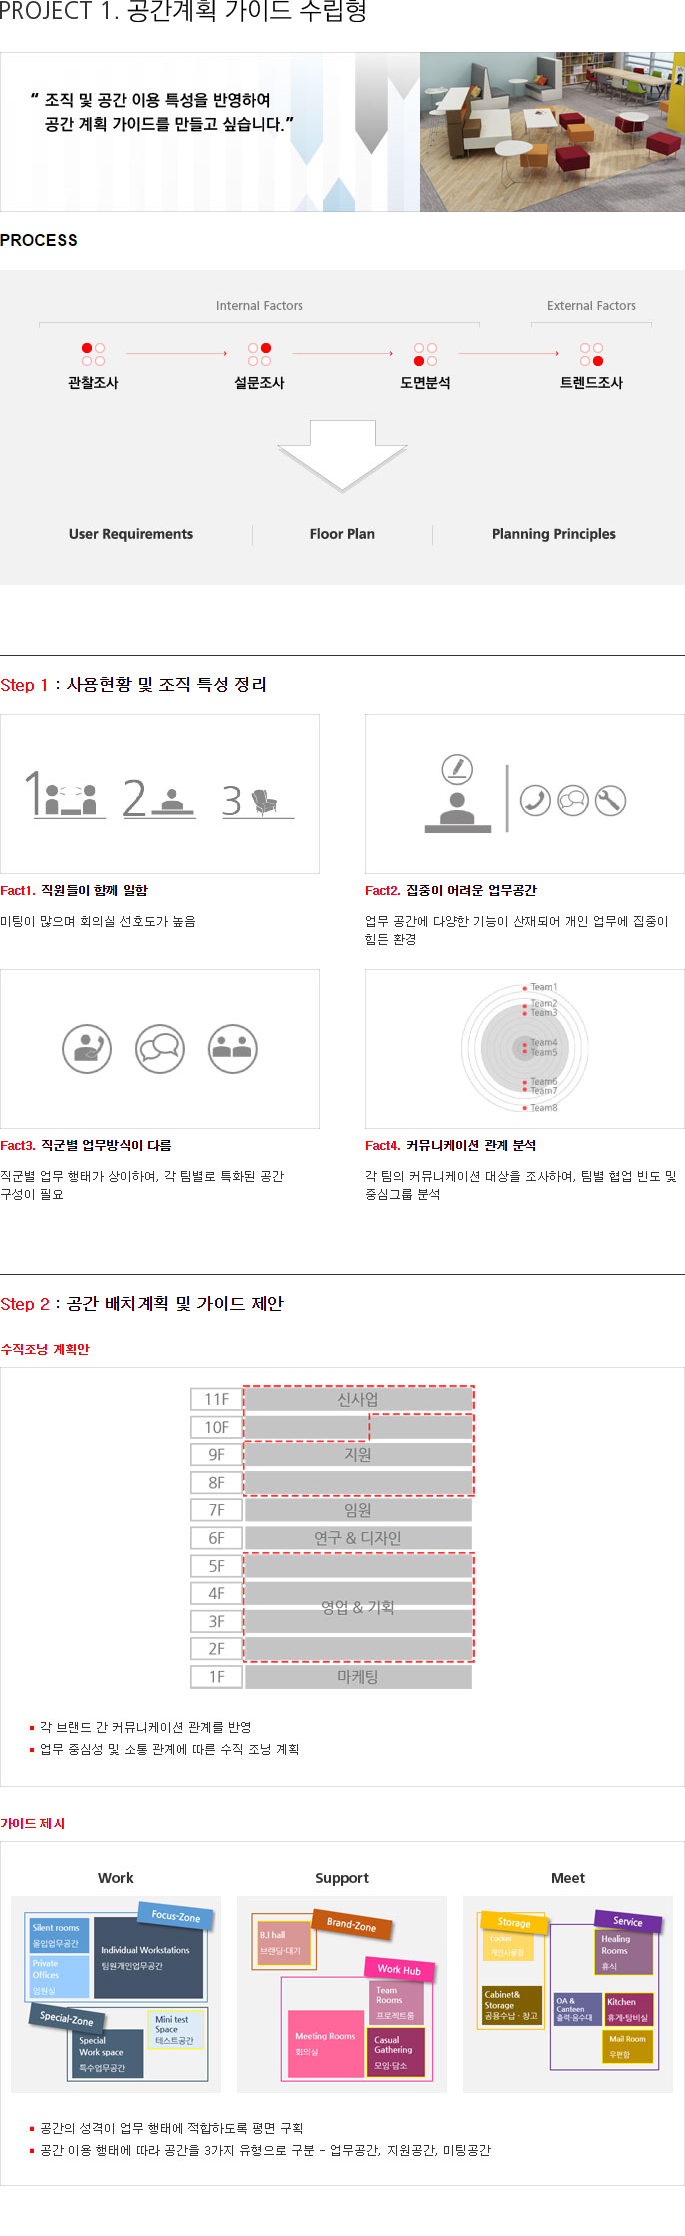 PROJECT 1. 공간계획 가이드 수립형
“ 조직 및 공간 이용 특성을 반영하여
공간 계획 가이드를 만들고 싶습니다.”
PROCESS
Internal Factors
External Factors
관찰조사
설문조사
도면분석
트렌드조사
User Requirements
Floor Plan
Planning Principles
Step 1 : 사용현황 및 조직 특성 정리
1 2 3
Fact1. 직원들이 함께 일함
미팅이 많으며 회의실 선호도가 높음
Fact2. 집중이 어려운 업무공간
업무 공간에 다양한 기능이 산재되어 개인 업무에 집중이
힘든 환경
Team1
Team2
Team3
Team4
Team5
Team6
Team7
Team8
Fact3. 직군별 업무방식이 다름
직군별 업무 행태가 상이하여, 각 팀별로 특화된 공간
구성이 필요
Fact4. 커뮤니케이션 관계 분석
각 팀의 커뮤니케이션 대상을 조사하여, 팀별 협업 빈도 및
중심그룹 분석
Step 2 : 공간 배치계획 및 가이드 제안
수직조닝 계획안
11F 신사업
10F
9F 지원
8F
7F 임원
6F 연구 & 디자인
5F
4F
영업 & 기획
3F
2F
1F 마케팅
각 브랜드 간 커뮤니케이션 관계를 반영
업무 중심성 및 소통 관계에 따른 수직 조닝 계획
가이드 제시
Work
Focus-Zone
Silent rooms
몰입업무공간
Individual Workstations
팀원개인업무공간
Private
Offices
임원실
Special-Zone
Special
Work space
특수업무공간
Mini test
Space
테스트공간
Support
Brand-Zone
B.I hall
브랜딩·대기
Work Hub
Team
Rooms
프로젝트룸
Meeting Rooms
회의실
Casual
Gathering
모임·담소
Meet
Storage
Locker
개인사물함
Cabinet&
Storage
공용수납 · 창고
Service
Healing
Rooms
휴식
OA &
Canteen
출력·음수대
Kitchen
휴게·탕비실
Mail Room
우편함
공간의 성격이 업무 행태에 적합하도록 평면 구획
공간 이용 행태에 따라 공간을 3가지 유형으로 구분 - 업무공간, 지원공간, 미팅공간